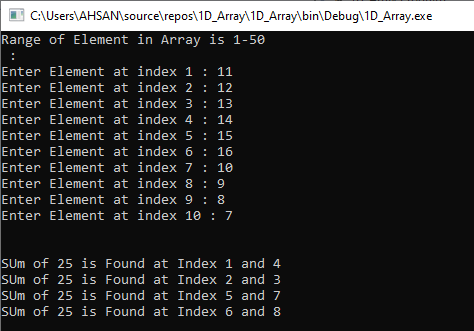 C:\Users\AHSAN\source\repos\1D_Array\1D_Array\bin\Debug\1D_Array.exe
Range of Element in Array is 1-50
:
Enter Element at index 1 : 11
Enter Element at index 2 : 12
Enter Element at index 3 : 13
Enter Element at index 4 : 14
Enter Element at index 5 : 15
Enter Element at index 6 : 16
Enter Element at index 7 : 10
Enter Element at index 8 : 9
Enter Element at index 9 : 8
Enter Element at index 10 : 7
SUm of 25 is Found at Index 1 and 4
SUm of 25 is Found at Index 2 and 3
SUm of 25 is Found at Index 5 and 7
SUm of 25 is Found at Index 6 and 8